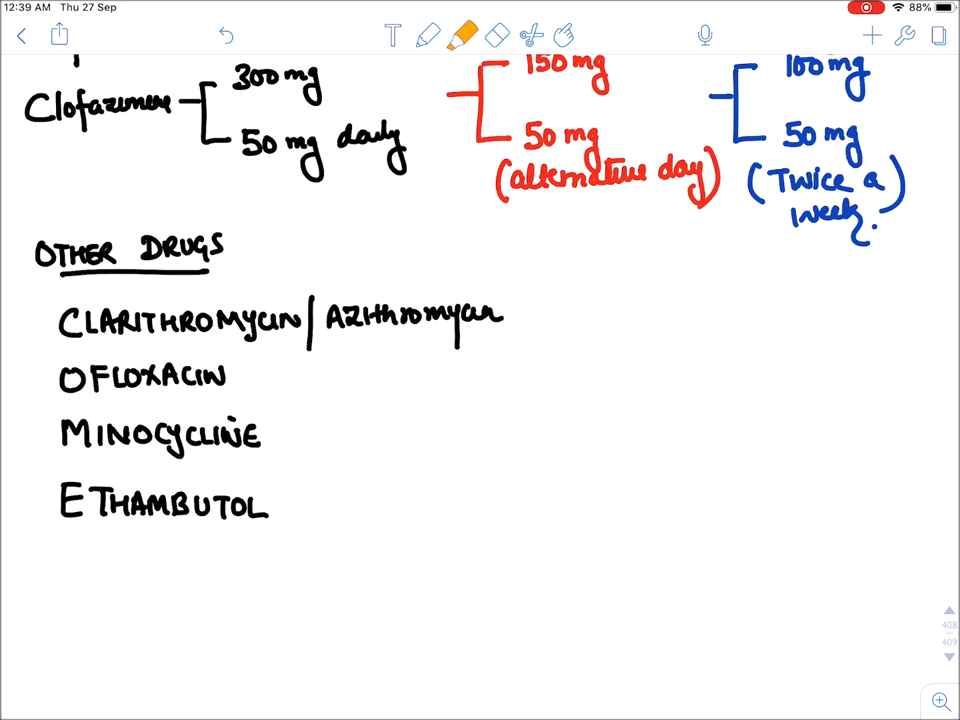 12:39 AM Thu 27 Sep 88%
T
Clofazimine 300 mg 150 mg 100 mg
50 mg daily 50 mg 50 mg
(alternative day) (Twice a
week.)
OTHER DRUGS
CLARITHROMYCIN / AZIthromycin
OFLOXACIN
MINOCYCLINE
ETHAMBUTOL
408
409